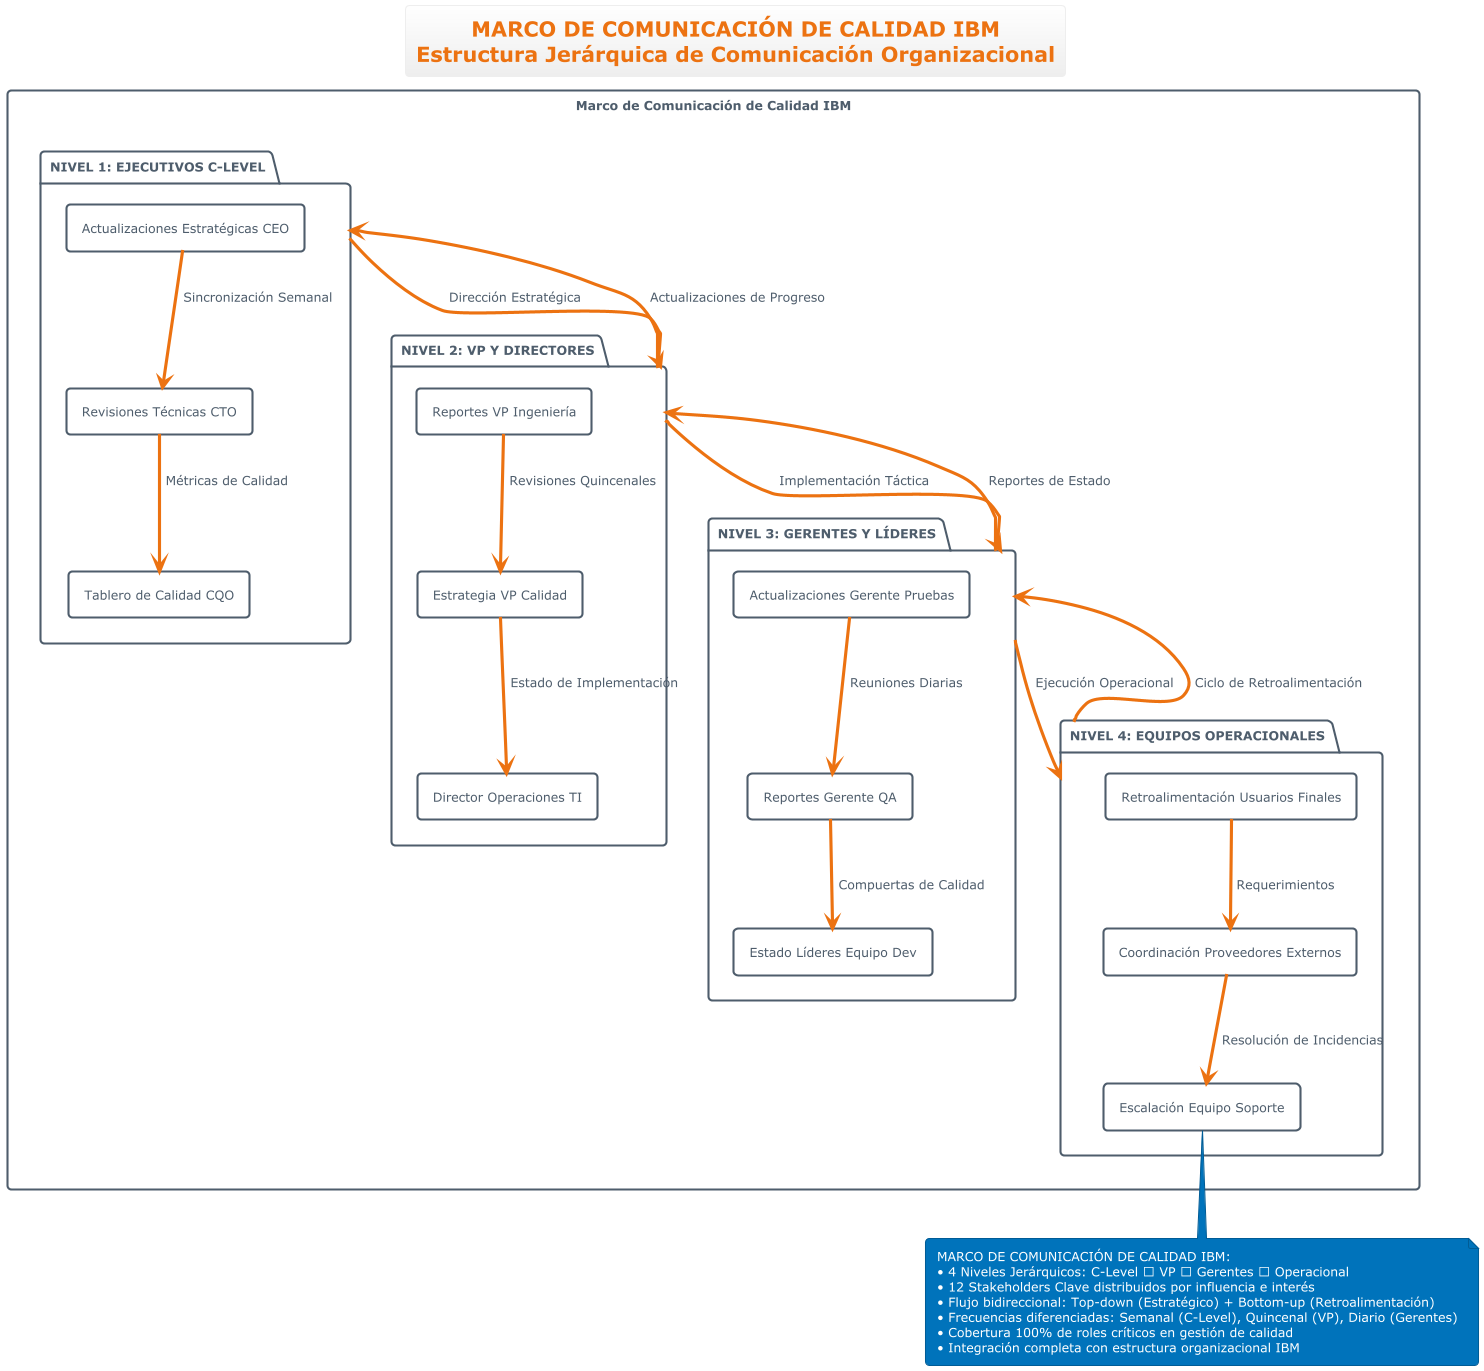 MARCO DE COMUNICACIÓN DE CALIDAD IBM
Estructura Jerárquica de Comunicación Organizacional
Marco de Comunicación de Calidad IBM
NIVEL 1: EJECUTIVOS C-LEVEL
Actualizaciones Estratégicas CEO
Sincronización Semanal
Revisiones Técnicas CTO
Métricas de Calidad
Tablero de Calidad CQO
Dirección Estratégica
Actualizaciones de Progreso
NIVEL 2: VP Y DIRECTORES
Reportes VP Ingeniería
Revisiones Quincenales
Estrategia VP Calidad
Estado de Implementación
Director Operaciones TI
Implementación Táctica
Reportes de Estado
NIVEL 3: GERENTES Y LÍDERES
Actualizaciones Gerente Pruebas
Reuniones Diarias
Reportes Gerente QA
Compuertas de Calidad
Estado Líderes Equipo Dev
Ejecución Operacional
Ciclo de Retroalimentación
NIVEL 4: EQUIPOS OPERACIONALES
Retroalimentación Usuarios Finales
Requerimientos
Coordinación Proveedores Externos
Resolución de Incidencias
Escalación Equipo Soporte
MARCO DE COMUNICACIÓN DE CALIDAD IBM:
• 4 Niveles Jerárquicos: C-Level □ VP □ Gerentes □ Operacional
• 12 Stakeholders Clave distribuidos por influencia e interés
• Flujo bidireccional: Top-down (Estratégico) + Bottom-up (Retroalimentación)
• Frecuencias diferenciadas: Semanal (C-Level), Quincenal (VP), Diario (Gerentes)
• Cobertura 100% de roles críticos en gestión de calidad
• Integración completa con estructura organizacional IBM